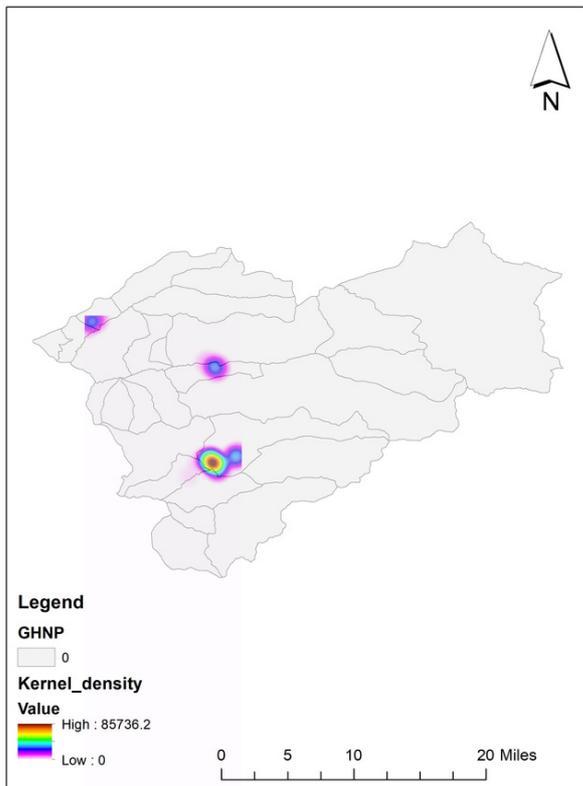 N
Legend
GHNP
0
Kernel_density
Value
High : 85736.2
Low : 0
0 5 10 20 Miles